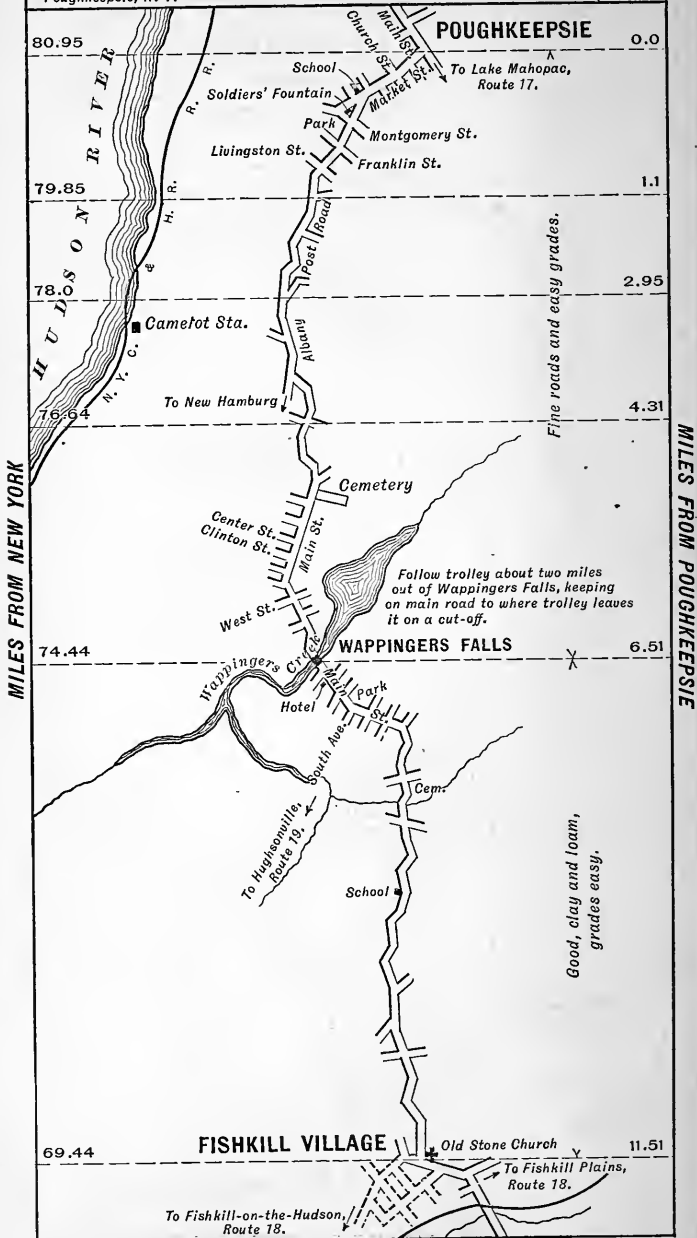 POUGHKEEPSIE
80.95
0.0
Main St.
Church St.
Market St.
To Lake Mahopac,
Route 17.
School
Soldiers' Fountain
Park
Montgomery St.
Livingston St.
Franklin St.
HUDSON RIVER
N. Y. C. & H. R. R. R.
79.85
1.1
Albany Post Road
Fine roads and easy grades.
78.0
2.95
Camelot Sta.
To New Hamburg
76.64
4.31
MILES FROM NEW YORK
MILES FROM POUGHKEEPSIE
Cemetery
Center St.
Clinton St.
Main St.
Follow trolley about two miles
out of Wappingers Falls, keeping
on main road to where trolley leaves
it on a cut-off.
West St.
WAPPINGERS FALLS
74.44
6.51
Wappingers Creek
Hotel
Main St.
Park
South Ave.
Cem.
To Hughsonville,
Route 19.
School
Good, clay and loam,
grades easy.
FISHKILL VILLAGE
Old Stone Church
69.44
11.51
To Fishkill Plains,
Route 18.
To Fishkill-on-the-Hudson,
Route 18.